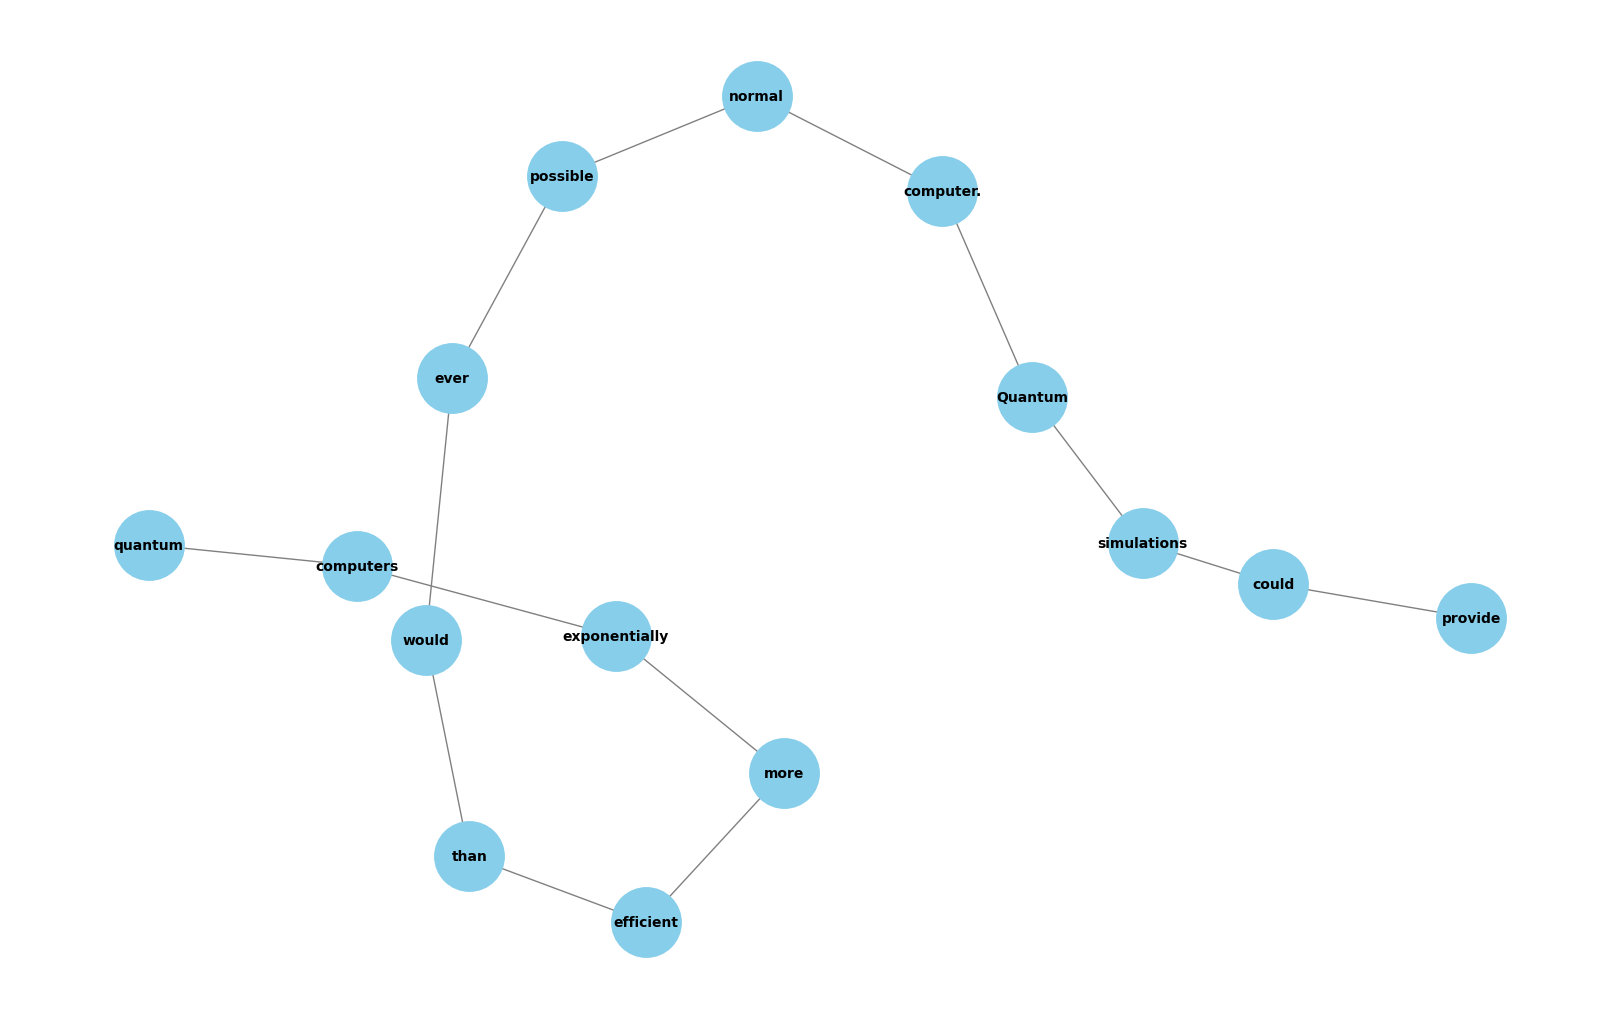 normal
possible
computer.
ever
Quantum
quantum
computers
simulations
could
provide
would
exponentially
more
than
efficient